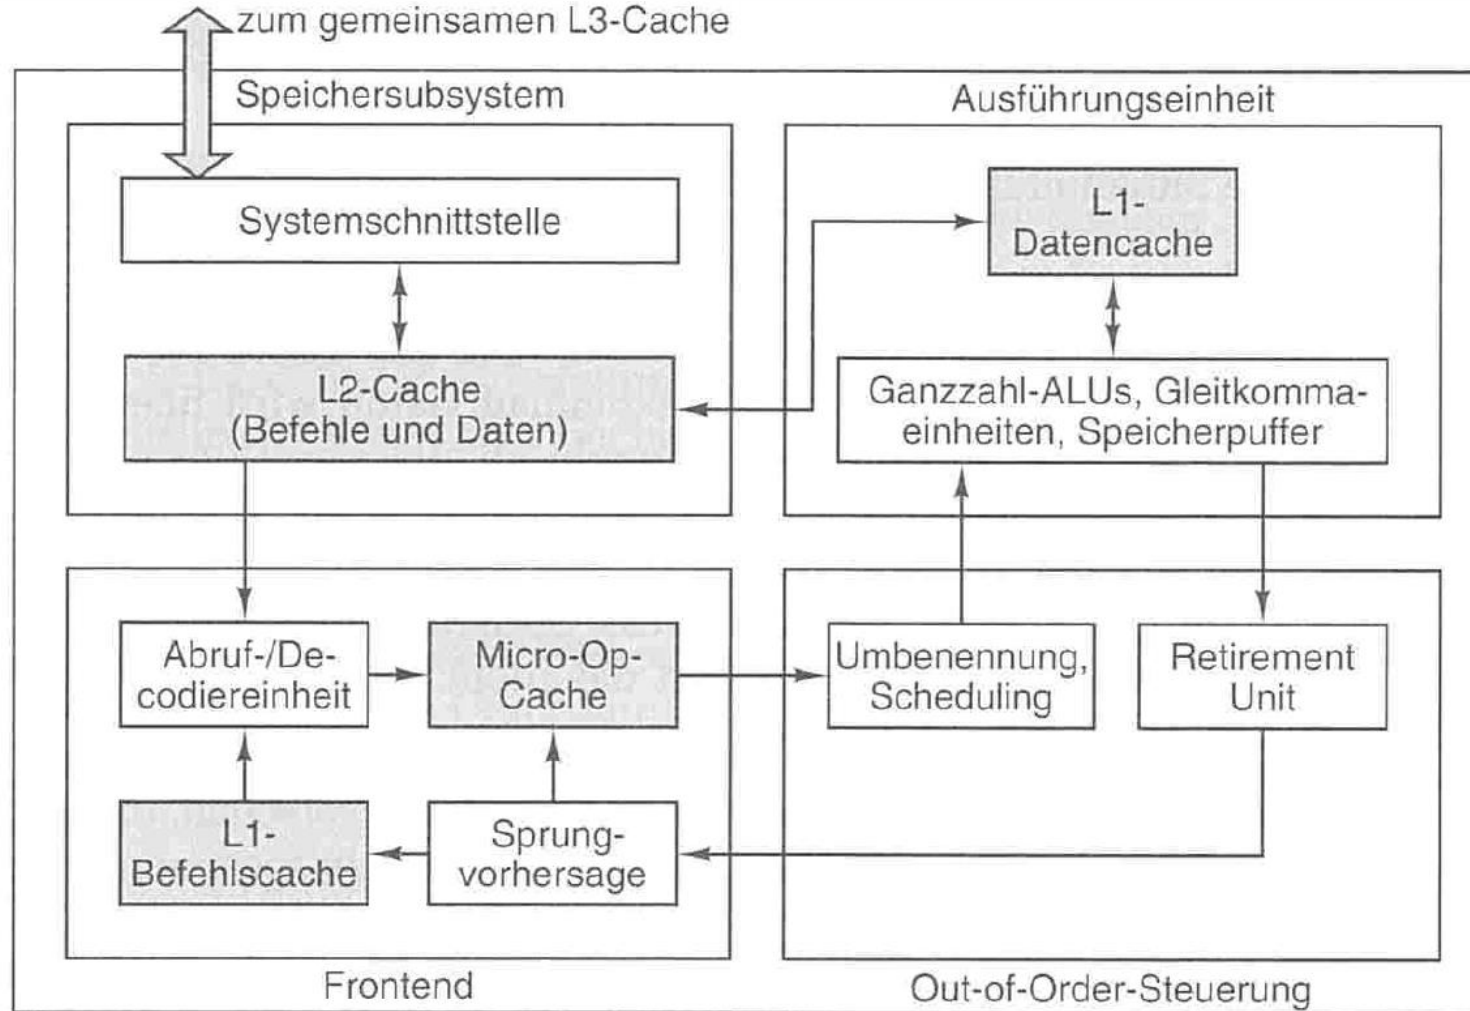 zum gemeinsamen L3-Cache
Speichersubsystem
Systemschnittstelle
L2-Cache
(Befehle und Daten)
Ausführungseinheit
L1-
Datencache
Ganzzahl-ALUs, Gleitkomma-
einheiten, Speicherpuffer
Abruf-/De-
codiereinheit
Micro-Op-
Cache
L1-
Befehlscache
Sprung-
vorhersage
Frontend
Umbenennung,
Scheduling
Retirement
Unit
Out-of-Order-Steuerung